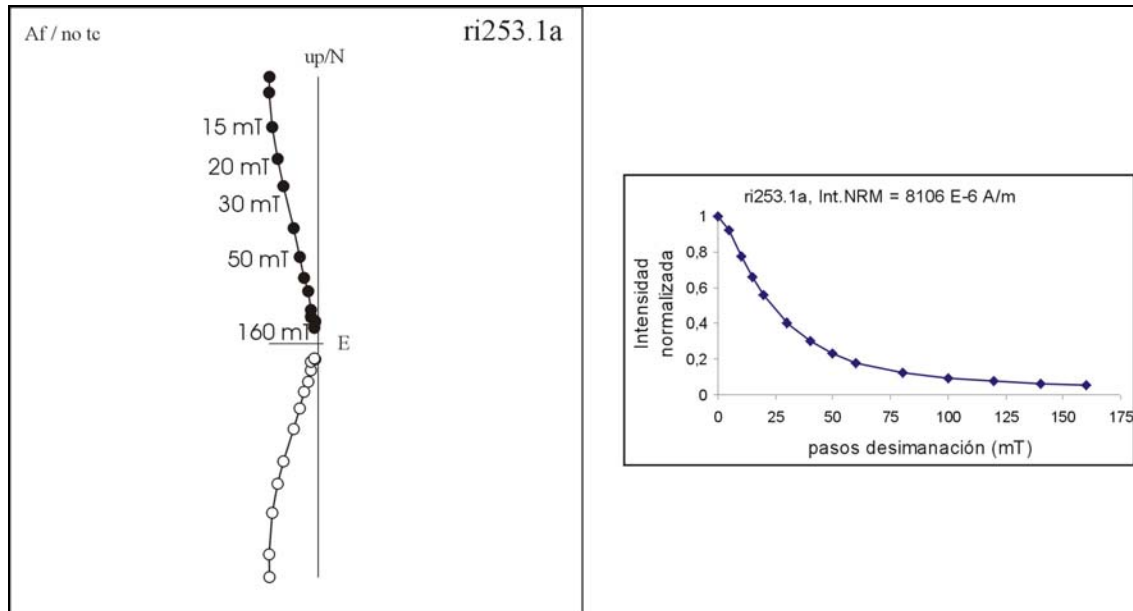 Af / no tc
ri253.1a
up/N
15 mT
20 mT
30 mT
50 mT
160 mT
E
ri253.1a, Int.NRM = 8106 E-6 A/m
Intensidad
normalizada
1
0.8
0,6
0.4
0,2
0
0 25 50 75 100 125 150 175
pasos desimanación (mT)